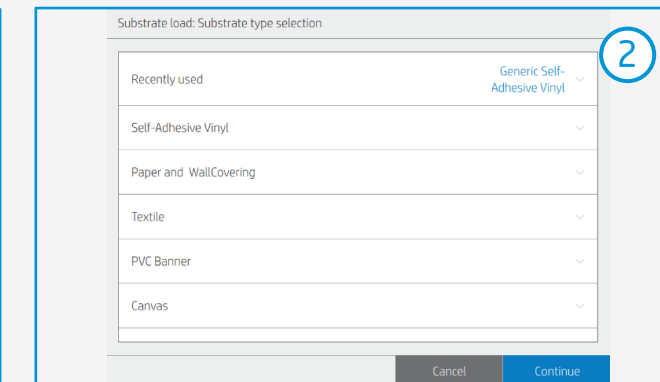 Substrate load: Substrate type selection
2
Recently used
Generic Self-
Adhesive Vinyl
Self-Adhesive Vinyl
Paper and WallCovering
Textile
PVC Banner
Canvas
Cancel
Continue